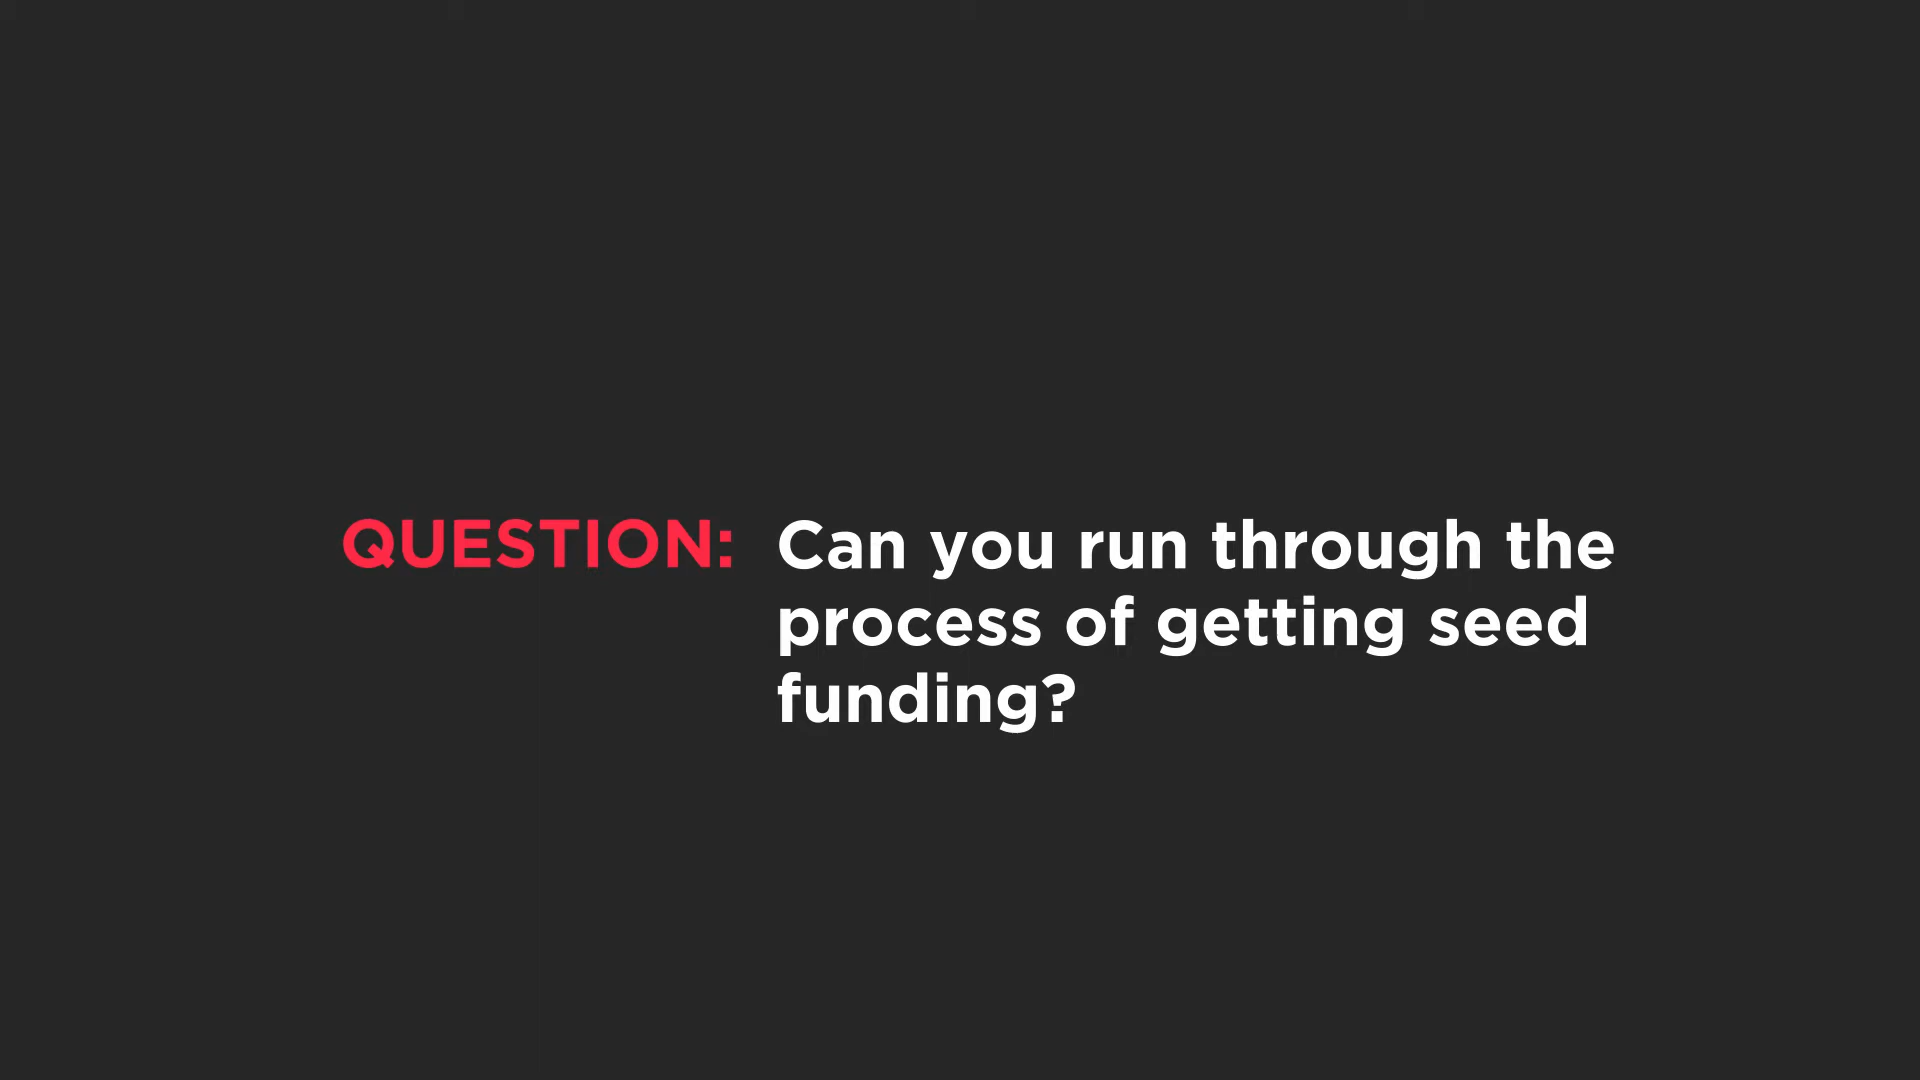 QUESTION: Can you run through the
process of getting seed
funding?